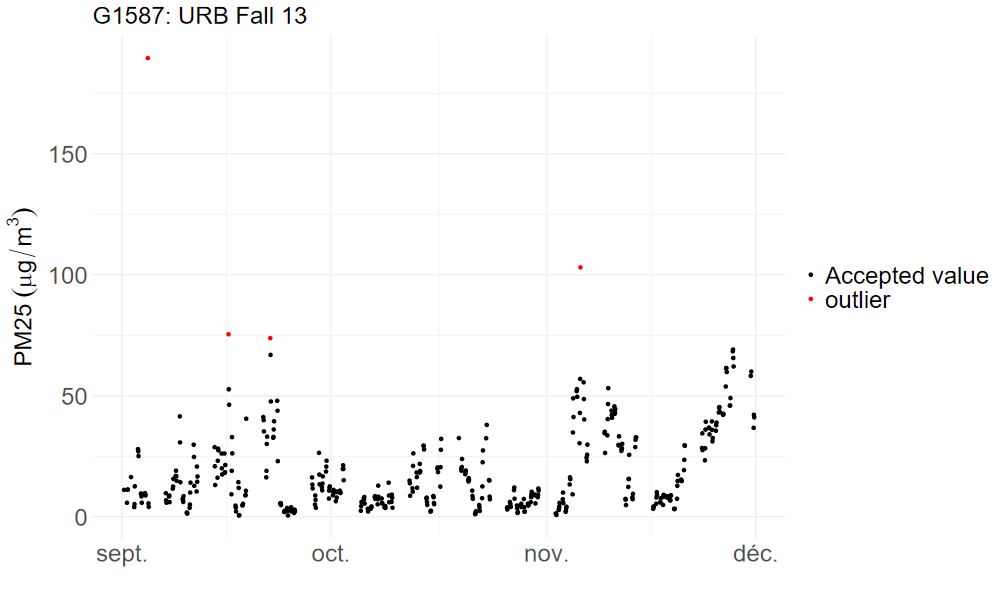 G1587: URB Fall 13
PM25 (μg/m³)
150
100
50
0
sept.
oct.
nov.
déc.
Accepted value
outlier